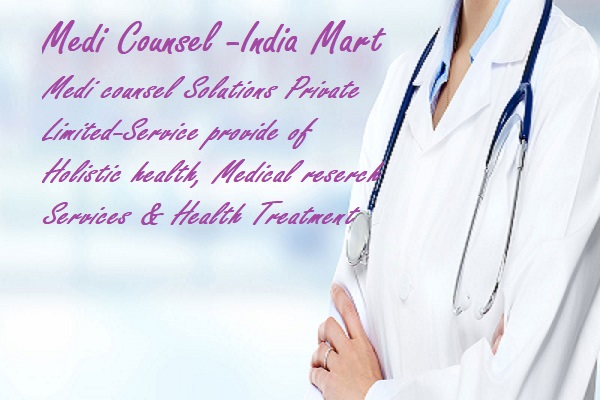 Medi Counsel -India Mart
Medi counsel Solutions Private
Limited-Service provide of
Holistic health, Medical reserch
Services & Health Treatment